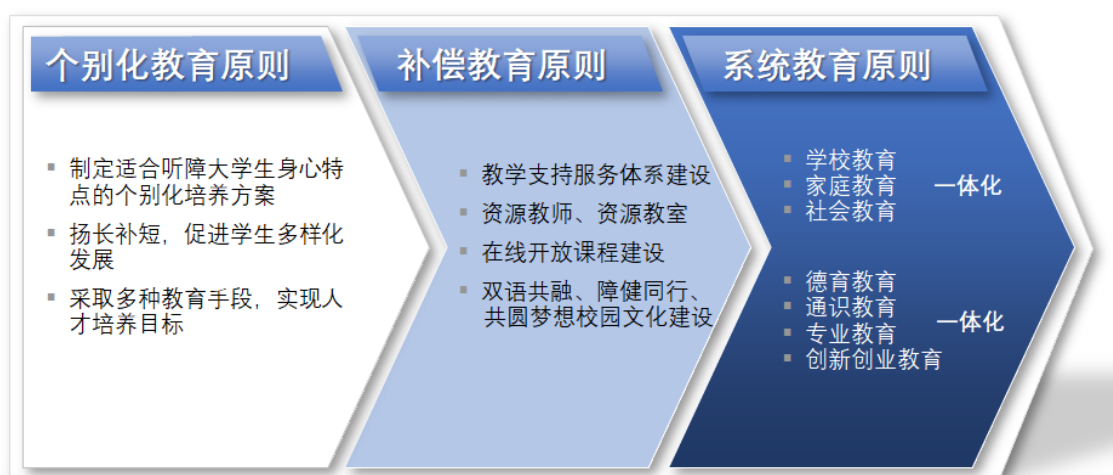 个别化教育原则
制定适合听障大学生身心特
点的个别化培养方案
扬长补短，促进学生多样化
发展
采取多种教育手段，实现人
才培养目标
补偿教育原则
教学支持服务体系建设
资源教师、资源教室
在线开放课程建设
双语共融、障健同行、
共圆梦想校园文化建设
系统教育原则
学校教育
家庭教育
社会教育
一体化
德育教育
通识教育
专业教育
创新创业教育
一体化